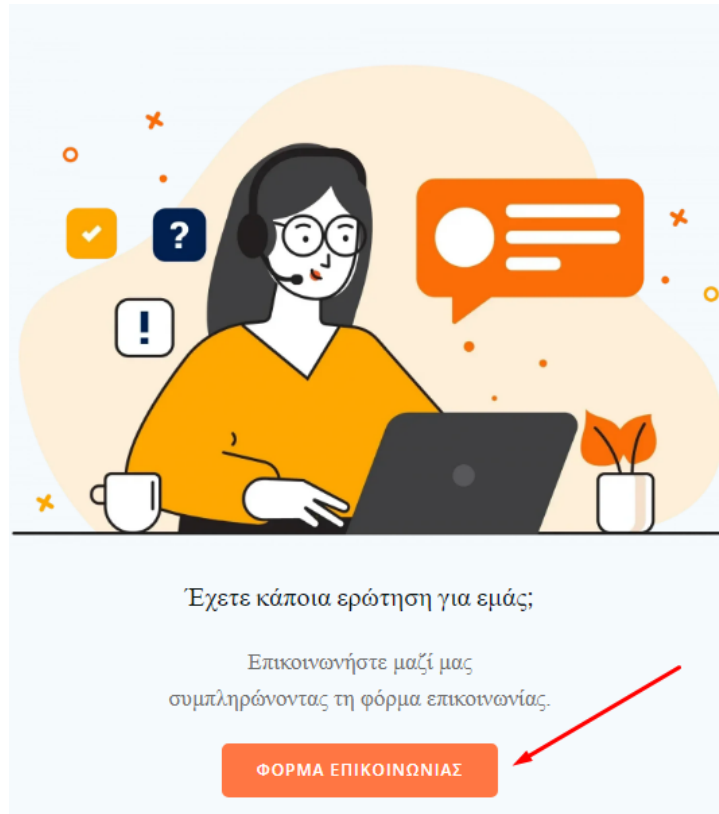 ?
!
Έχετε κάποια ερώτηση για εμάς;
Επικοινωνήστε μαζί μας
συμπληρώνοντας τη φόρμα επικοινωνίας.
ΦΟΡΜΑ ΕΠΙΚΟΙΝΩΝΙΑΣ